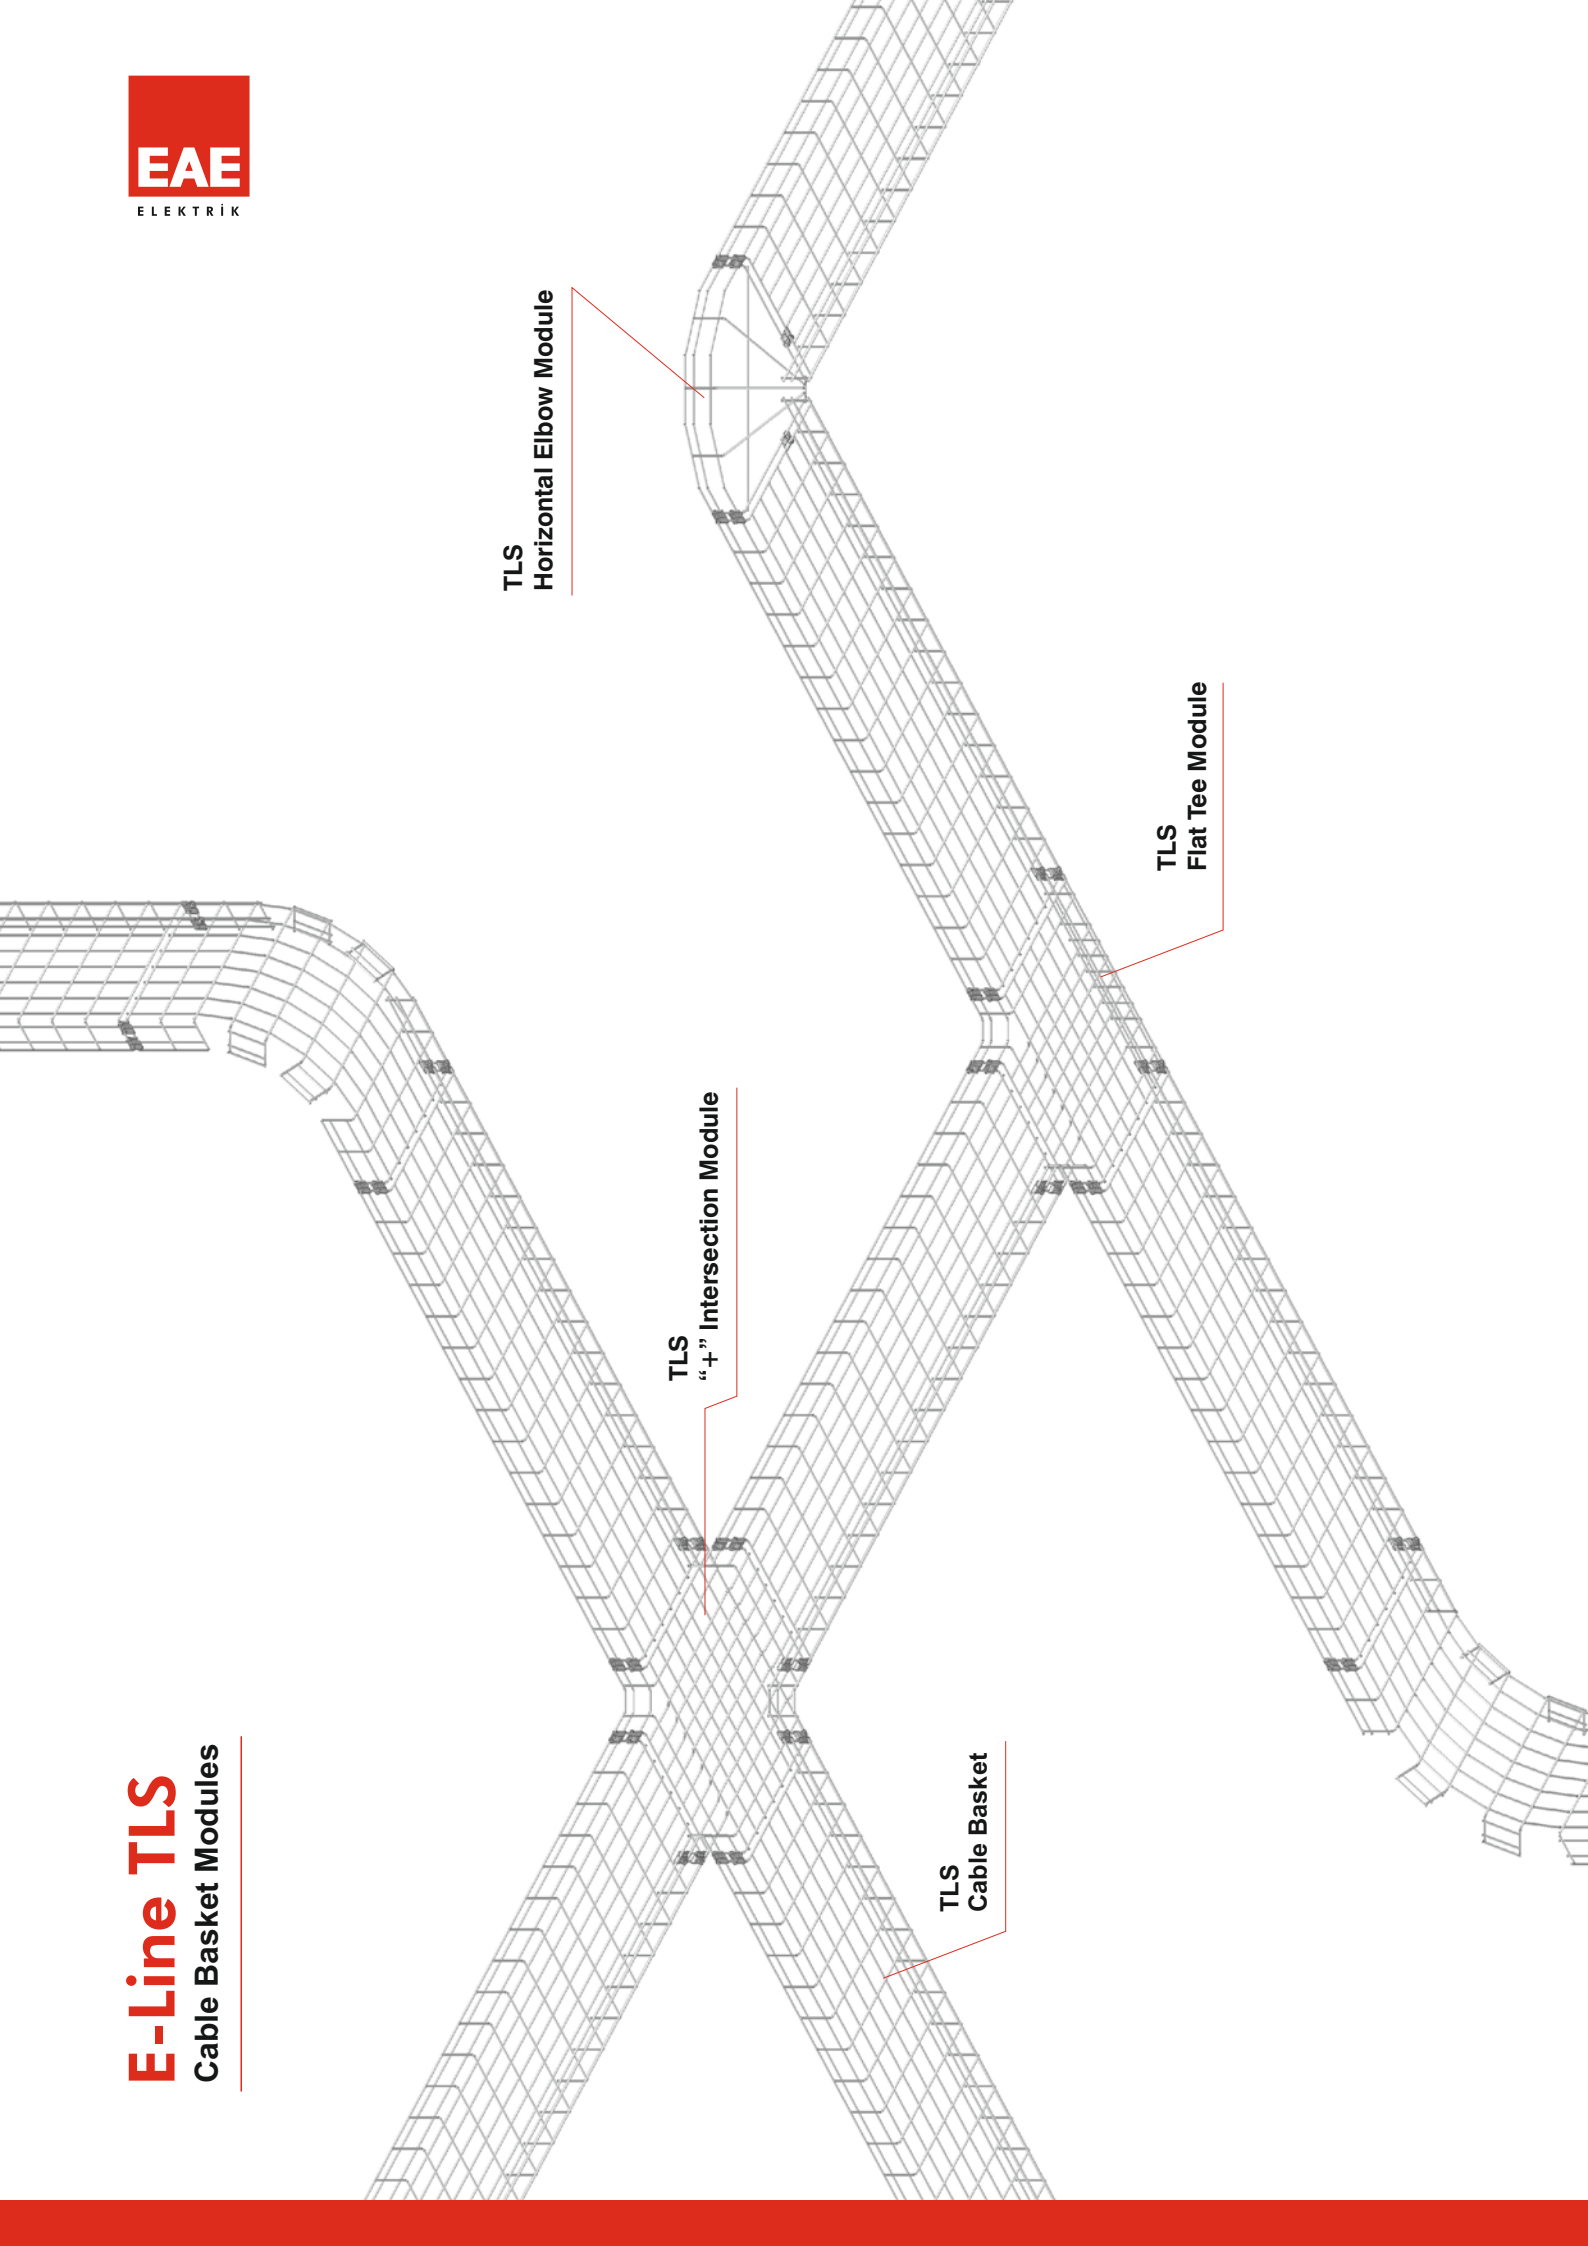 EAE
ELEKTRİK
E-Line TLS
Cable Basket Modules
TLS
Horizontal Elbow Module
TLS
Flat Tee Module
TLS
“+” Intersection Module
TLS
Cable Basket